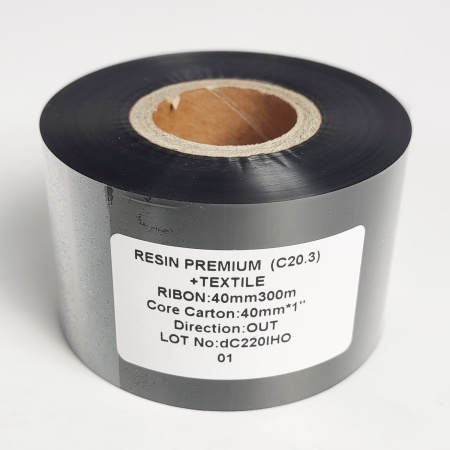 RESIN PREMIUM (C20.3)
+TEXTILE
RIBON:40mm300m
Core Carton:40mm*1"
Direction:OUT
LOT No:dC220IHO
01